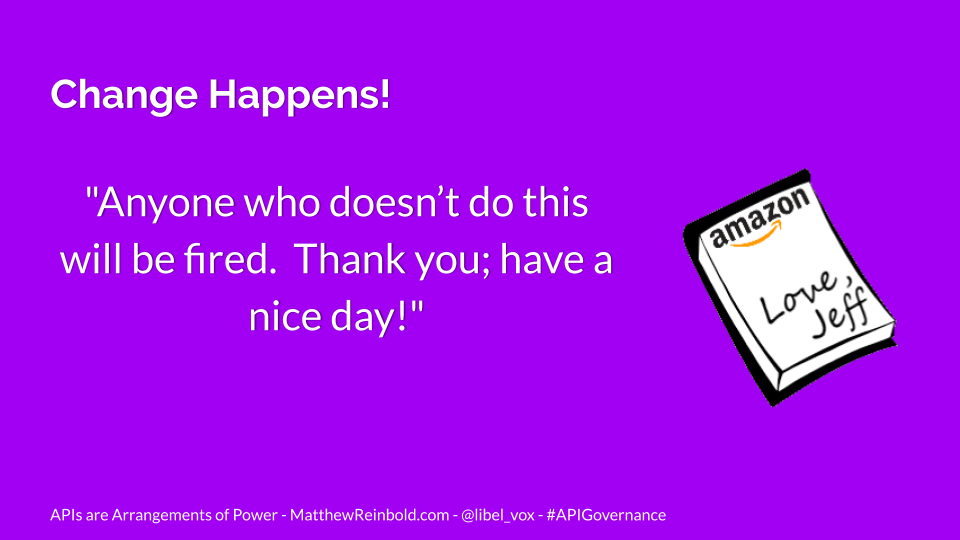 Change Happens!
"Anyone who doesn’t do this
will be fired.  Thank you; have a
nice day!"
amazon
Love,
Jeff
APIs are Arrangements of Power - MatthewReinbold.com - @libel_vox - #APIGovernance